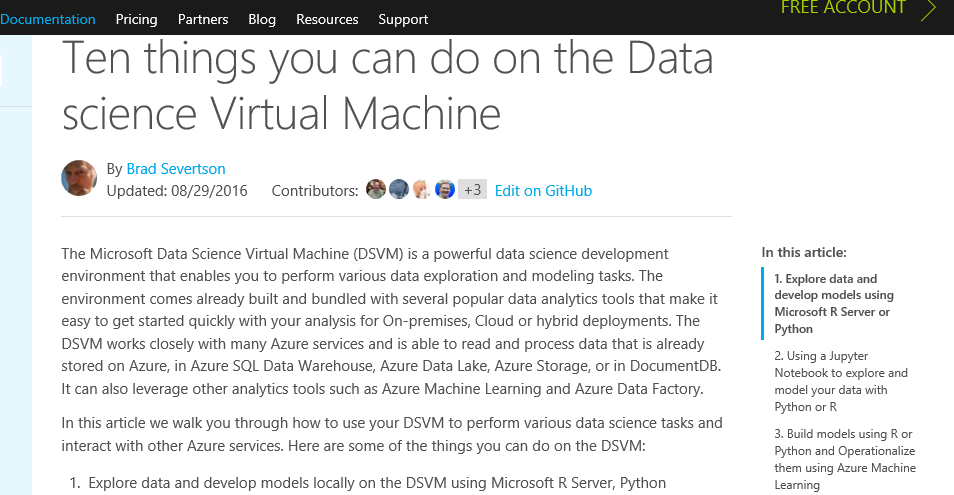 Documentation Pricing Partners Blog Resources Support
FREE ACCOUNT
Ten things you can do on the Data
science Virtual Machine
By Brad Severtson
Updated: 08/29/2016 Contributors: +3 Edit on GitHub
The Microsoft Data Science Virtual Machine (DSVM) is a powerful data science development
environment that enables you to perform various data exploration and modeling tasks. The
environment comes already built and bundled with several popular data analytics tools that make it
easy to get started quickly with your analysis for On-premises, Cloud or hybrid deployments. The
DSVM works closely with many Azure services and is able to read and process data that is already
stored on Azure, in Azure SQL Data Warehouse, Azure Data Lake, Azure Storage, or in DocumentDB.
It can also leverage other analytics tools such as Azure Machine Learning and Azure Data Factory.
In this article we walk you through how to use your DSVM to perform various data science tasks and
interact with other Azure services. Here are some of the things you can do on the DSVM:
1. Explore data and develop models locally on the DSVM using Microsoft R Server, Python
In this article:
1. Explore data and
develop models using
Microsoft R Server or
Python
2. Using a Jupyter
Notebook to explore and
model your data with
Python or R
3. Build models using R or
Python and Operationalize
them using Azure Machine
Learning